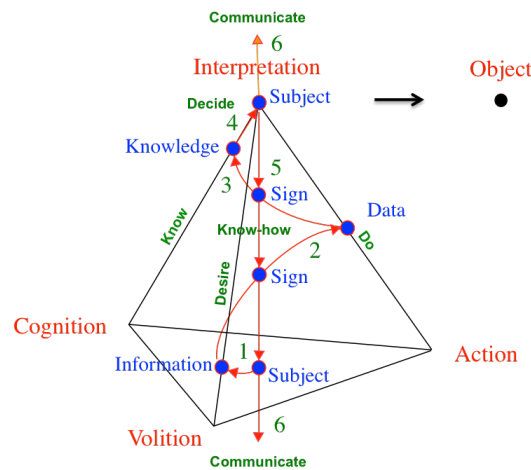 Communicate
6
Interpretation
Object
Decide
Subject
4
Knowledge
5
3
Sign
Know
Data
Know-how
2
Do
Desire
Sign
Cognition
1
Action
Information
Subject
Volition
6
Communicate